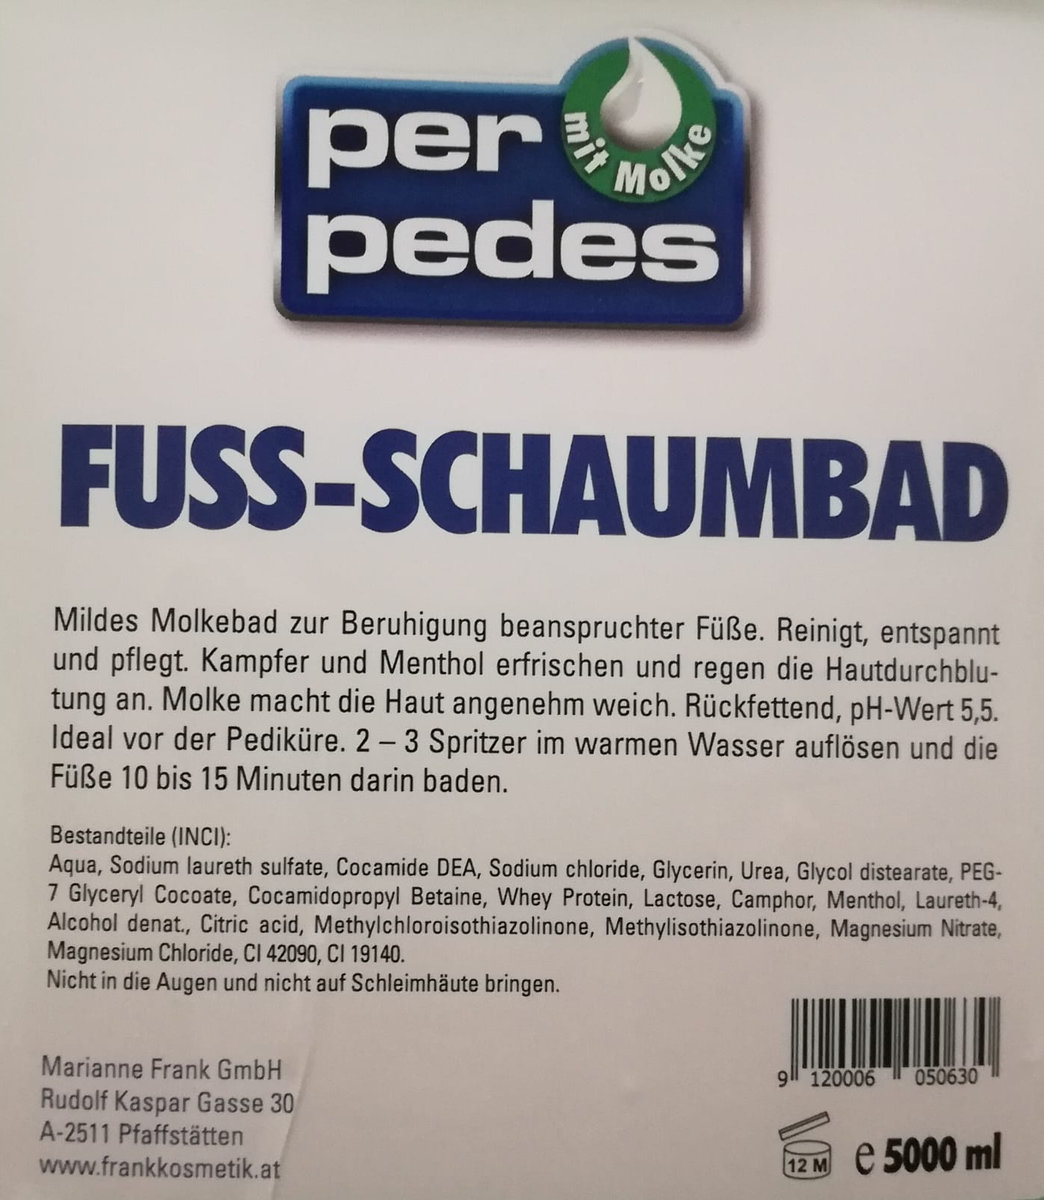 per
mit Molke
pedes
FUSS-SCHAUMBAD
Mildes Molkebad zur Beruhigung beanspruchter Füße. Reinigt, entspannt
und pflegt. Kampfer und Menthol erfrischen und regen die Hautdurchblu-
tung an. Molke macht die Haut angenehm weich. Rückfettend, pH-Wert 5,5.
Ideal vor der Pediküre. 2 – 3 Spritzer im warmen Wasser auflösen und die
Füße 10 bis 15 Minuten darin baden.
Bestandteile (INCI):
Aqua, Sodium laureth sulfate, Cocamide DEA, Sodium chloride, Glycerin, Urea, Glycol distearate, PEG-
7 Glyceryl Cocoate, Cocamidopropyl Betaine, Whey Protein, Lactose, Camphor, Menthol, Laureth-4,
Alcohol denat., Citric acid, Methylchloroisothiazolinone, Methylisothiazolinone, Magnesium Nitrate,
Magnesium Chloride, CI 42090, CI 19140.
Nicht in die Augen und nicht auf Schleimhäute bringen.
Marianne Frank GmbH
Rudolf Kaspar Gasse 30
A-2511 Pfaffstätten
www.frankkosmetik.at
9 120006 050630
12 M
e 5000 ml